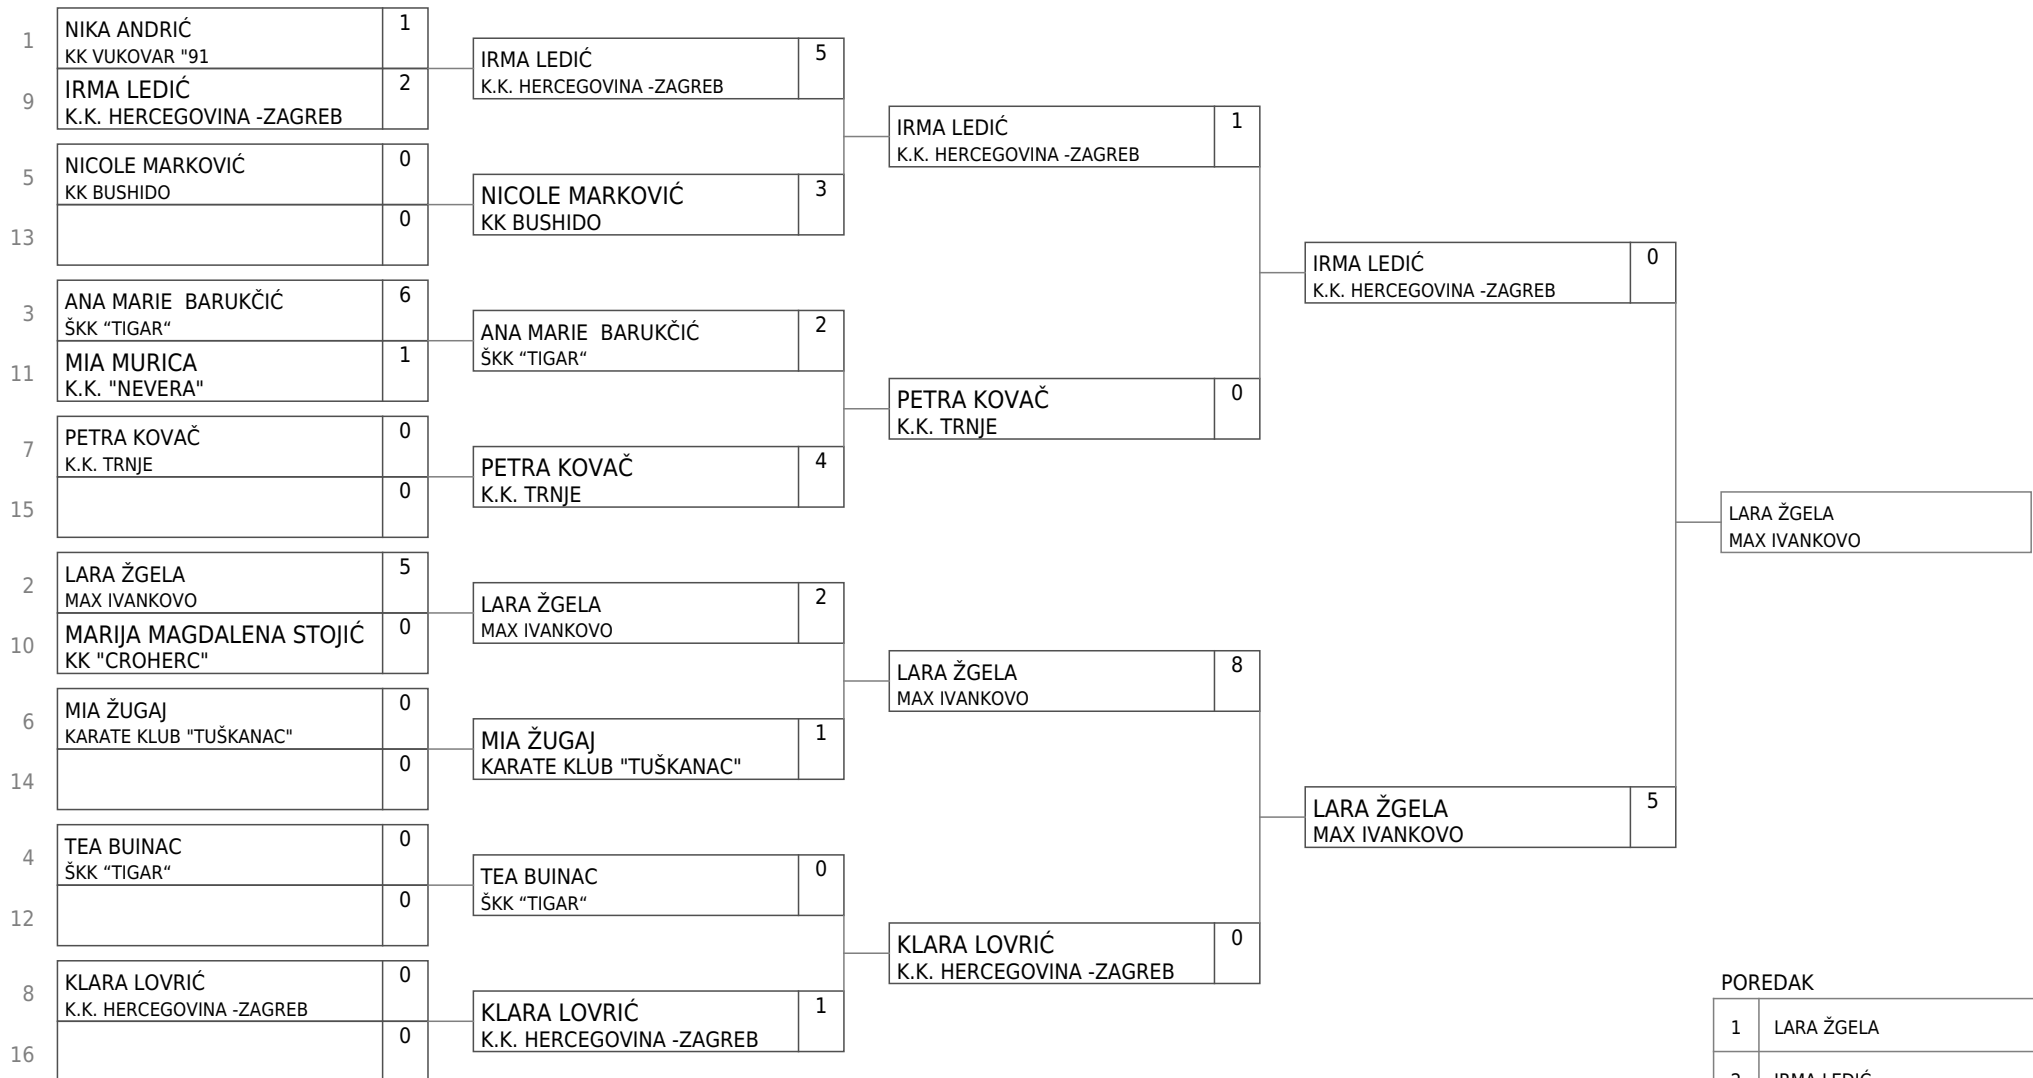 1
NIKA ANDRIĆ
KK VUKOVAR "91
1
9
IRMA LEDIĆ
K.K. HERCEGOVINA -ZAGREB
2
5
NICOLE MARKOVIĆ
KK BUSHIDO
0
13
0
3
ANA MARIE  BARUKČIĆ
ŠKK “TIGAR“
6
11
MIA MURICA
K.K. "NEVERA"
1
7
PETRA KOVAČ
K.K. TRNJE
0
15
0
2
LARA ŽGELA
MAX IVANKOVO
5
10
MARIJA MAGDALENA STOJIĆ
KK "CROHERC"
0
6
MIA ŽUGAJ
KARATE KLUB "TUŠKANAC"
0
14
0
4
TEA BUINAC
ŠKK “TIGAR“
0
12
0
8
KLARA LOVRIĆ
K.K. HERCEGOVINA -ZAGREB
0
16
0
IRMA LEDIĆ
K.K. HERCEGOVINA -ZAGREB
5
NICOLE MARKOVIĆ
KK BUSHIDO
3
ANA MARIE  BARUKČIĆ
ŠKK “TIGAR“
2
PETRA KOVAČ
K.K. TRNJE
4
LARA ŽGELA
MAX IVANKOVO
2
MIA ŽUGAJ
KARATE KLUB "TUŠKANAC"
1
TEA BUINAC
ŠKK “TIGAR“
0
KLARA LOVRIĆ
K.K. HERCEGOVINA -ZAGREB
1
IRMA LEDIĆ
K.K. HERCEGOVINA -ZAGREB
1
PETRA KOVAČ
K.K. TRNJE
0
LARA ŽGELA
MAX IVANKOVO
8
KLARA LOVRIĆ
K.K. HERCEGOVINA -ZAGREB
0
IRMA LEDIĆ
K.K. HERCEGOVINA -ZAGREB
0
LARA ŽGELA
MAX IVANKOVO
5
LARA ŽGELA
MAX IVANKOVO
POREDAK
1 LARA ŽGELA
2 IRMA LEDIĆ